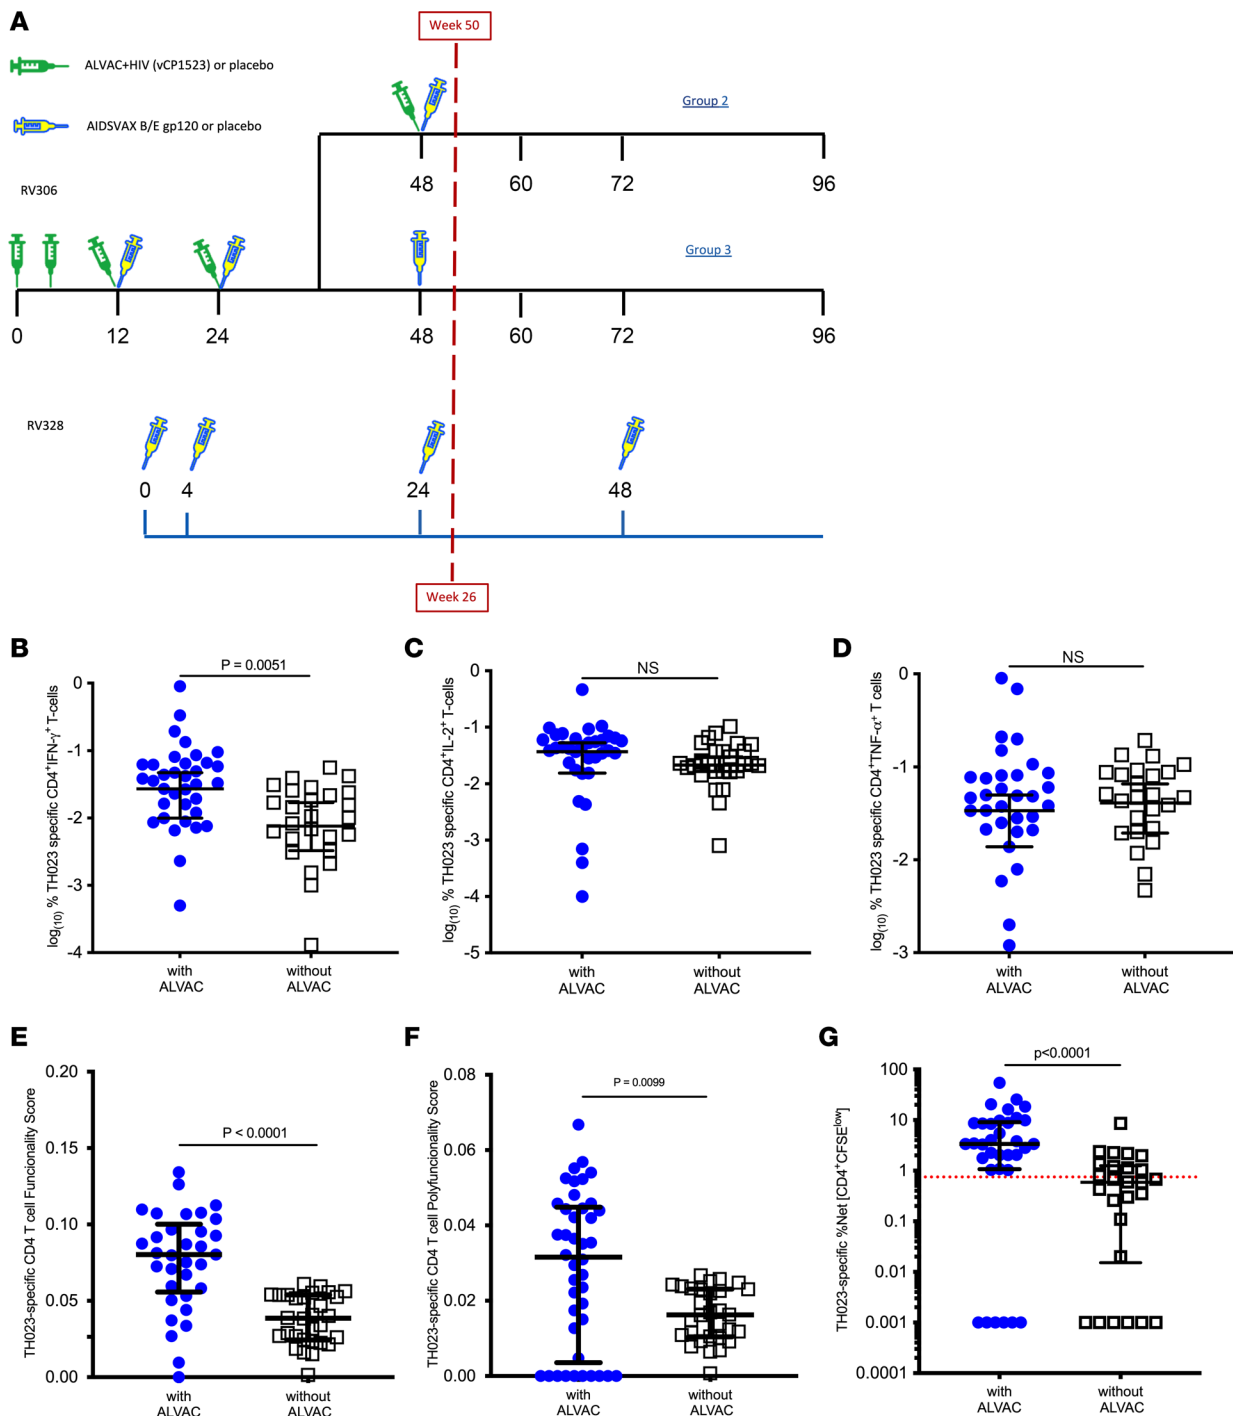 A
Week 50
ALVAC+HIV (vCP1523) or placebo
AIDSVAX B/E gp120 or placebo
Group 2
48 60 72 96
RV306
Group 3
0 12 24 48 60 72 96
RV328
0 4 24 48
Week 26
B
P = 0.0051
log(10) % TH023 specific CD4+IFN-γ+ T-cells
0
-1
-2
-3
-4
with ALVAC
without ALVAC
C
NS
log(10) % TH023 specific CD4+IL-2+ T-cells
0
-1
-2
-3
-4
-5
with ALVAC
without ALVAC
D
NS
log(10) % TH023 specific CD4+TNF-α+ T cells
0
-1
-2
-3
with ALVAC
without ALVAC
E
P < 0.0001
TH023-specific CD4 T cell Funcionality Score
0.20
0.15
0.10
0.05
0.00
with ALVAC
without ALVAC
F
P = 0.0099
TH023-specific CD4 T cell Polyfuncionality Score
0.08
0.06
0.04
0.02
0.00
with ALVAC
without ALVAC
G
p<0.0001
TH023-specific %Net [CD4+CFSElow]
100
10
1
0.1
0.01
0.001
0.0001
with ALVAC
without ALVAC